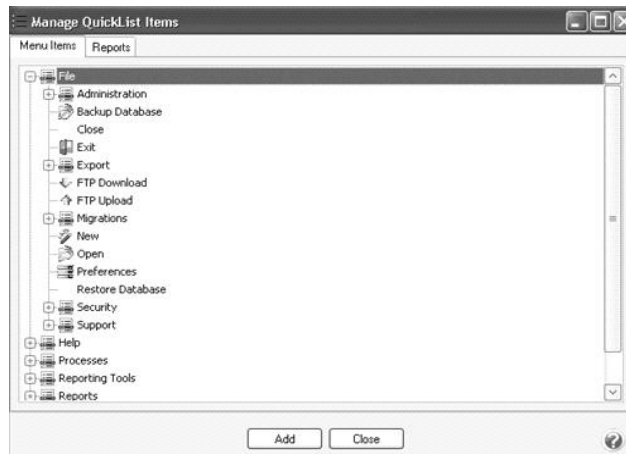 Manage QuickList Items
Menu Items Reports
File
Administration
Backup Database
Close
Exit
Export
FTP Download
FTP Upload
Migrations
New
Open
Preferences
Restore Database
Security
Support
Help
Processes
Reporting Tools
Reports
Add Close